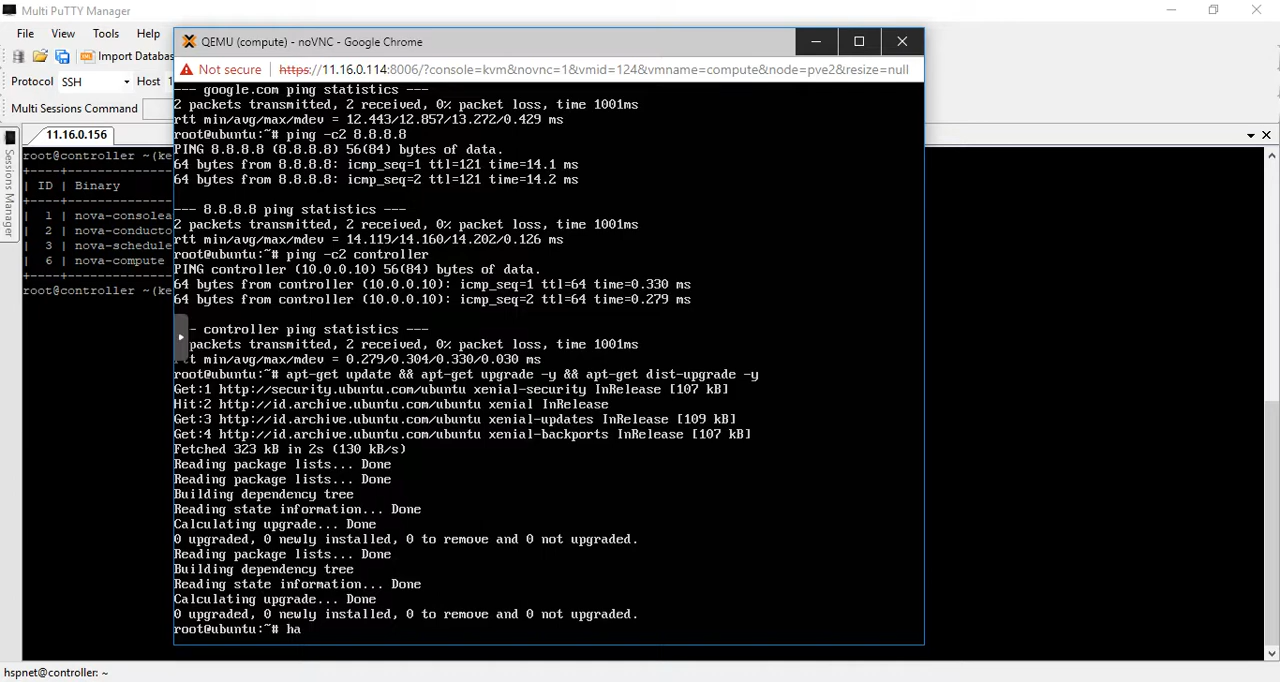 Multi PuTTY Manager
File View Tools Help
Import Databas
Protocol SSH Host 1
Multi Sessions Command
11.16.0.156
Sessions Manager
root@controller ~(ke
+----+--------------
| ID | Binary
+----+--------------
| 1 | nova-consolea
| 2 | nova-conducto
| 3 | nova-schedule
| 6 | nova-compute
+----+--------------
root@controller ~(k
QEMU (compute) - noVNC - Google Chrome
Not secure https://11.16.0.114:8006/?console=kvm&novnc=1&vmid=124&vmname=compute&node=pve2&resize=null
--- google.com ping statistics ---
2 packets transmitted, 2 received, 0% packet loss, time 1001ms
rtt min/avg/max/mdev = 12.443/12.857/13.272/0.429 ms
root@ubuntu:~# ping -c2 8.8.8.8
PING 8.8.8.8 (8.8.8.8) 56(84) bytes of data.
64 bytes from 8.8.8.8: icmp_seq=1 ttl=121 time=14.1 ms
64 bytes from 8.8.8.8: icmp_seq=2 ttl=121 time=14.2 ms
--- 8.8.8.8 ping statistics ---
2 packets transmitted, 2 received, 0% packet loss, time 1001ms
rtt min/avg/max/mdev = 14.119/14.160/14.202/0.126 ms
root@ubuntu:~# ping -c2 controller
PING controller (10.0.0.10) 56(84) bytes of data.
64 bytes from controller (10.0.0.10): icmp_seq=1 ttl=64 time=0.330 ms
64 bytes from controller (10.0.0.10): icmp_seq=2 ttl=64 time=0.279 ms
- controller ping statistics ---
packets transmitted, 2 received, 0% packet loss, time 1001ms
rtt min/avg/max/mdev = 0.279/0.304/0.330/0.030 ms
root@ubuntu:~# apt-get update && apt-get upgrade -y && apt-get dist-upgrade -y
Get:1 http://security.ubuntu.com/ubuntu xenial-security InRelease [107 kB]
Hit:2 http://id.archive.ubuntu.com/ubuntu xenial InRelease
Get:3 http://id.archive.ubuntu.com/ubuntu xenial-updates InRelease [109 kB]
Get:4 http://id.archive.ubuntu.com/ubuntu xenial-backports InRelease [107 kB]
Fetched 323 kB in 2s (130 kB/s)
Reading package lists... Done
Reading package lists... Done
Building dependency tree
Reading state information... Done
Calculating upgrade... Done
0 upgraded, 0 newly installed, 0 to remove and 0 not upgraded.
Reading package lists... Done
Building dependency tree
Reading state information... Done
Calculating upgrade... Done
0 upgraded, 0 newly installed, 0 to remove and 0 not upgraded.
root@ubuntu:~# ha
hspnet@controller: ~